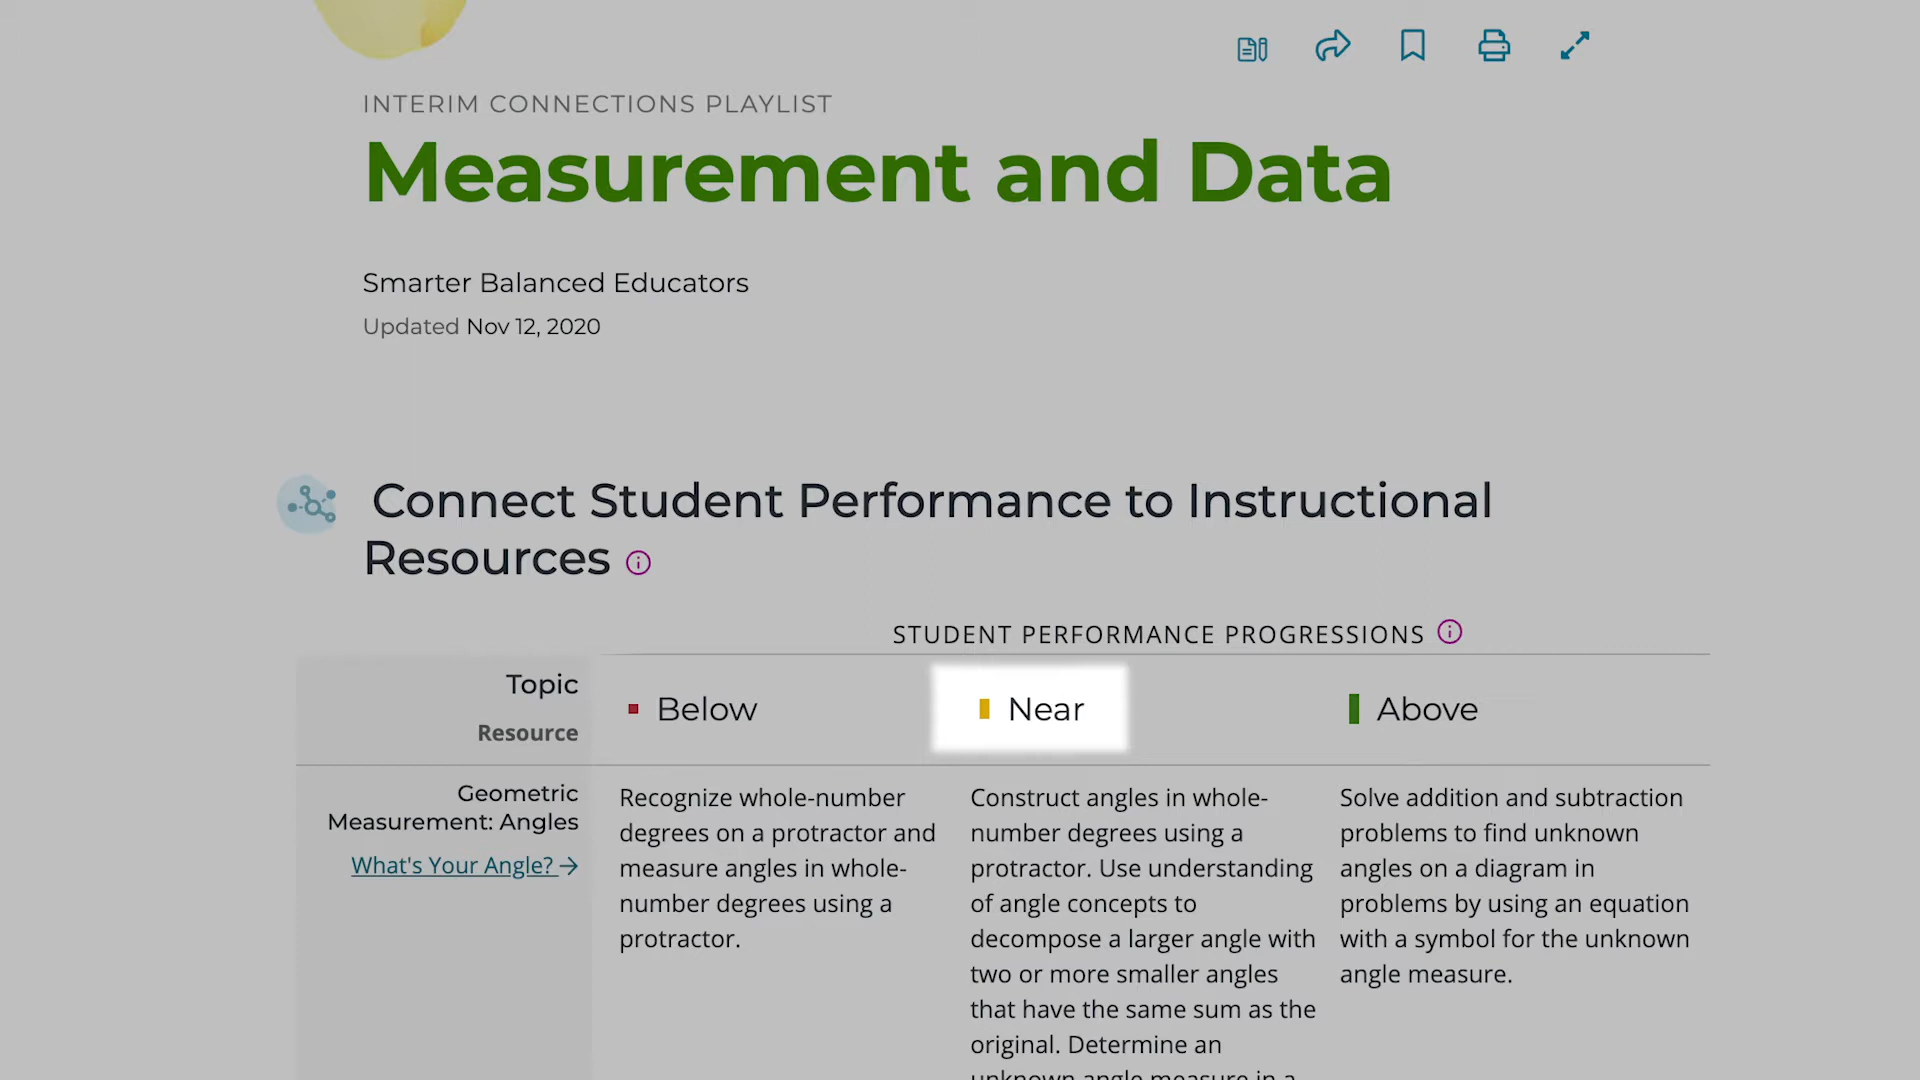 INTERIM CONNECTIONS PLAYLIST
Measurement and Data
Smarter Balanced Educators
Updated Nov 12, 2020
Connect Student Performance to Instructional
Resources
STUDENT PERFORMANCE PROGRESSIONS
Topic
Resource
Below
Near
Above
Geometric
Measurement: Angles
What's Your Angle?
Recognize whole-number
degrees on a protractor and
measure angles in whole-
number degrees using a
protractor.
Construct angles in whole-
number degrees using a
protractor. Use understanding
of angle concepts to
decompose a larger angle with
two or more smaller angles
that have the same sum as the
original. Determine an
unknown angle measure in a
Solve addition and subtraction
problems to find unknown
angles on a diagram in
problems by using an equation
with a symbol for the unknown
angle measure.